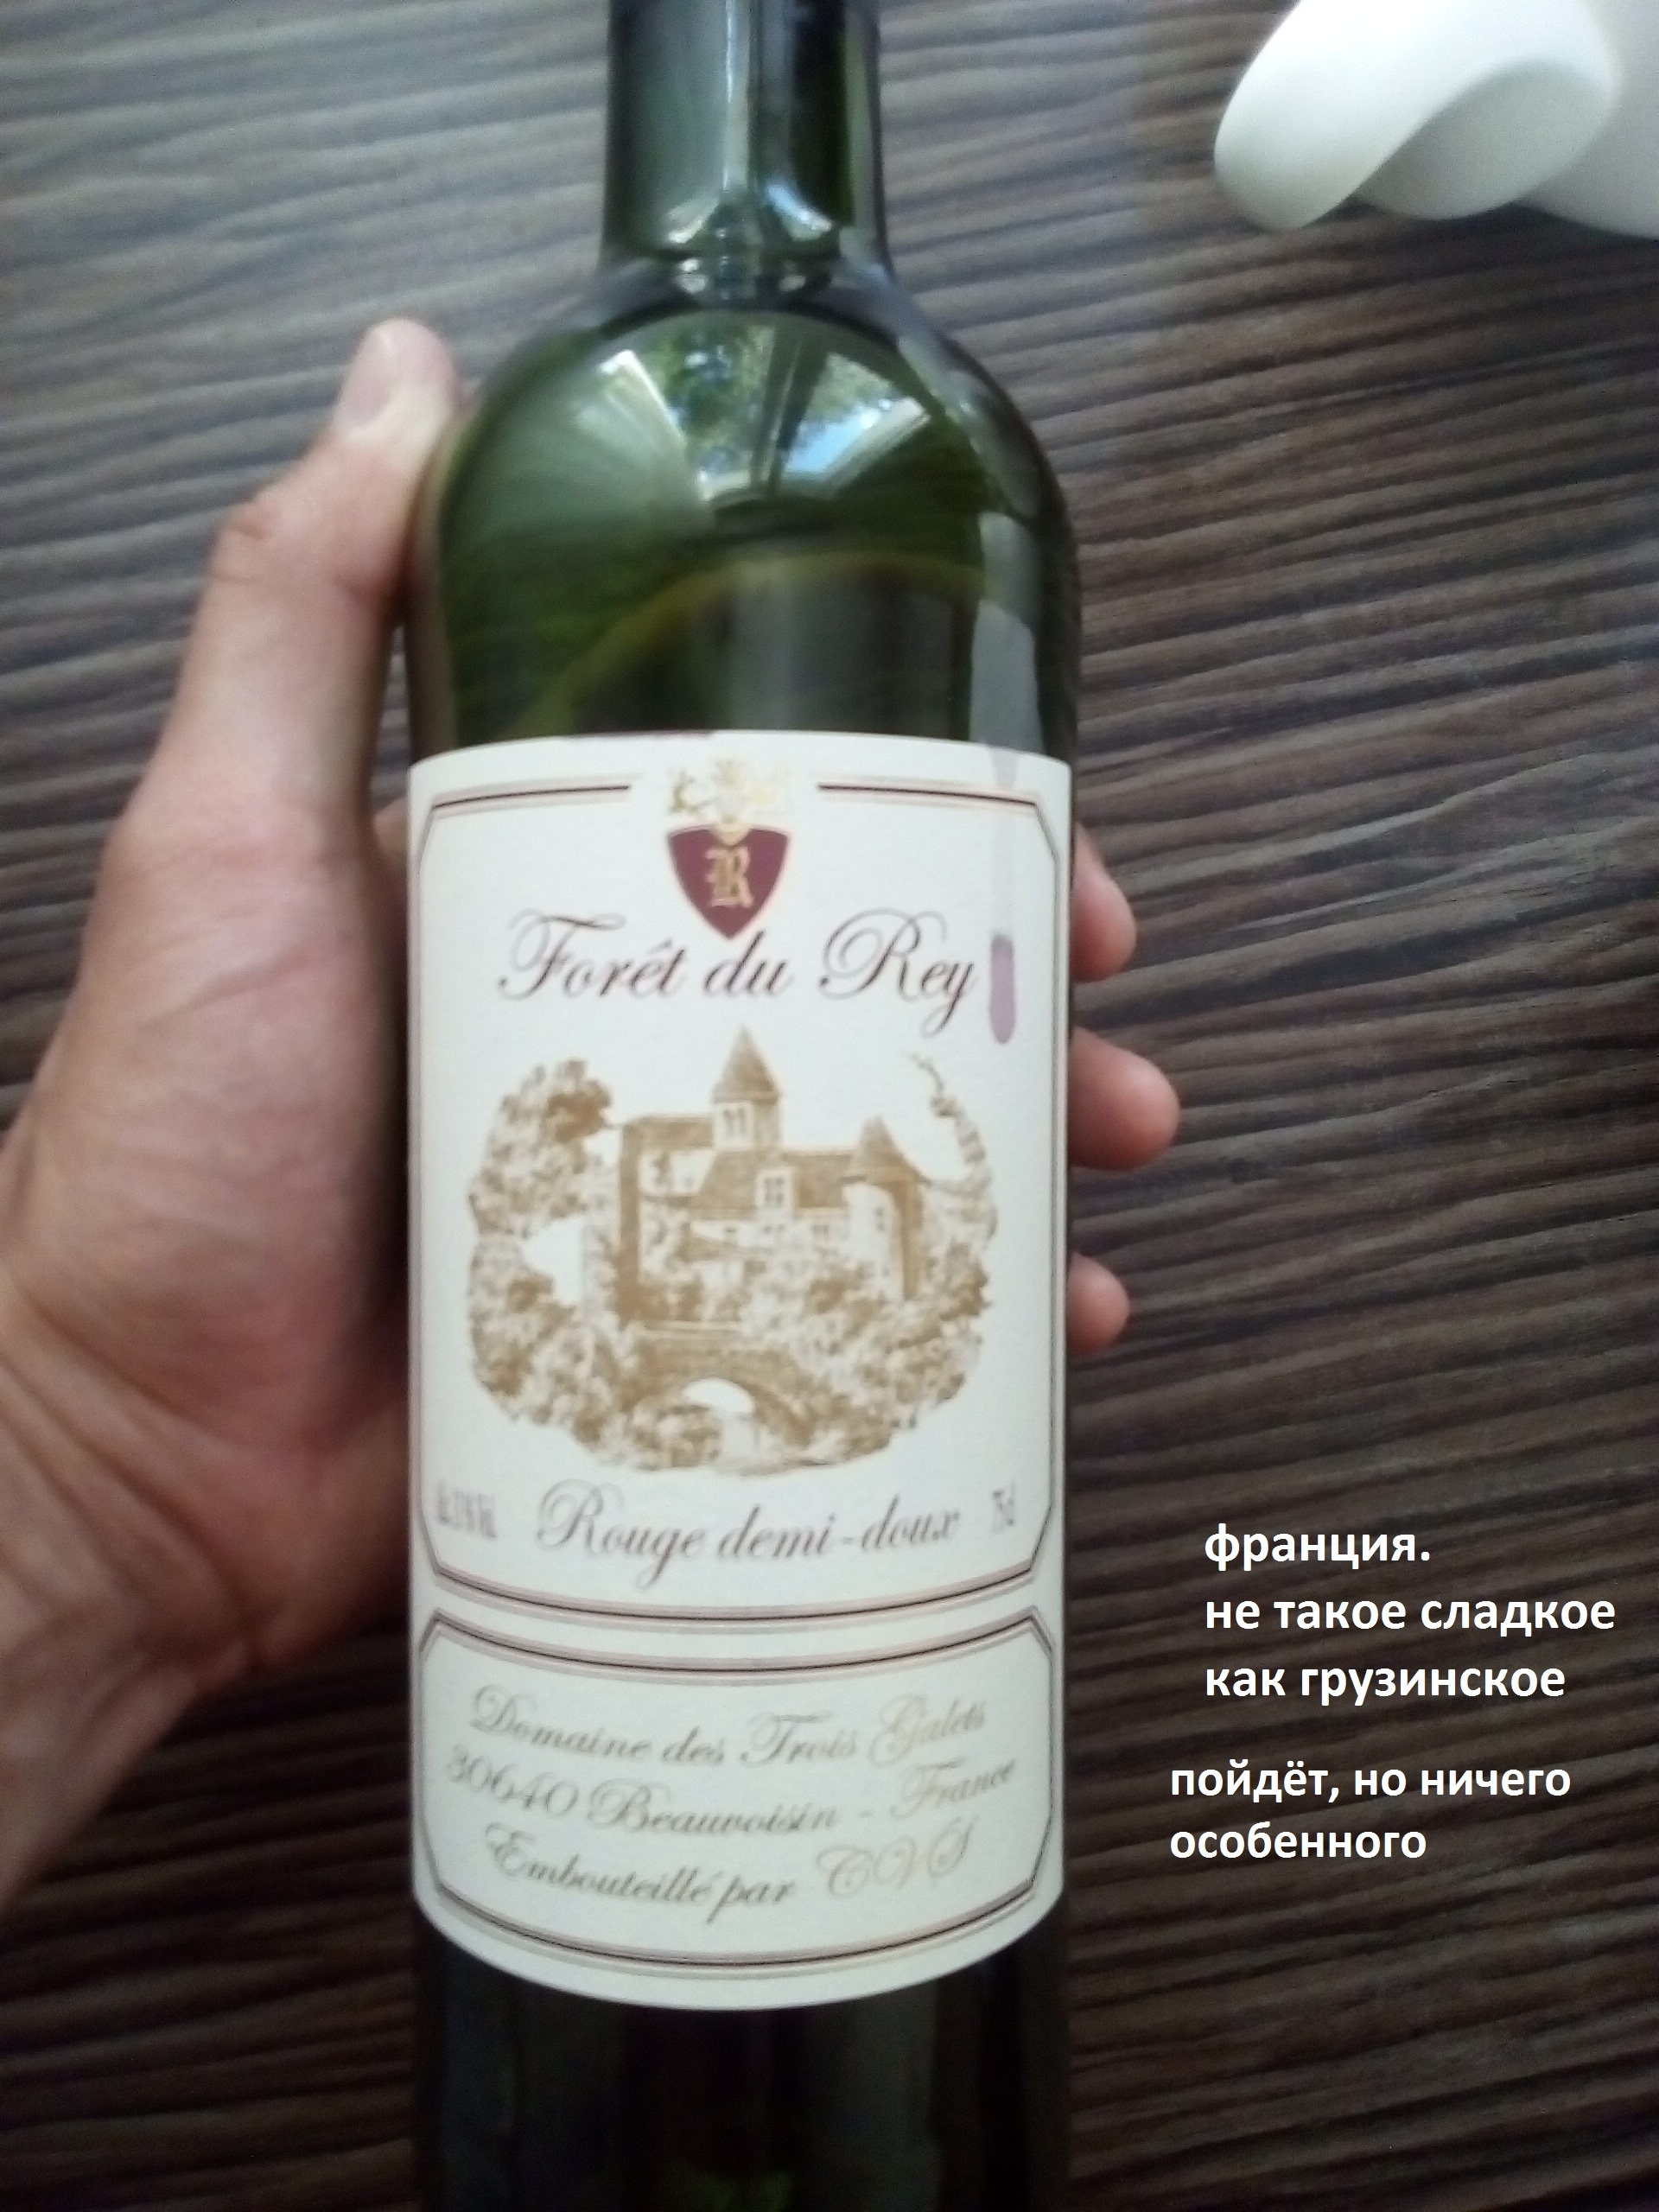 R
Forêt du Rey
Rouge demi-doux 75cl
Domaine des Trois Galets
30640 Beauvoisin - France
Embouteillé par CVS
франция.
не такое сладкое
как грузинское
пойдёт, но ничего
особенного